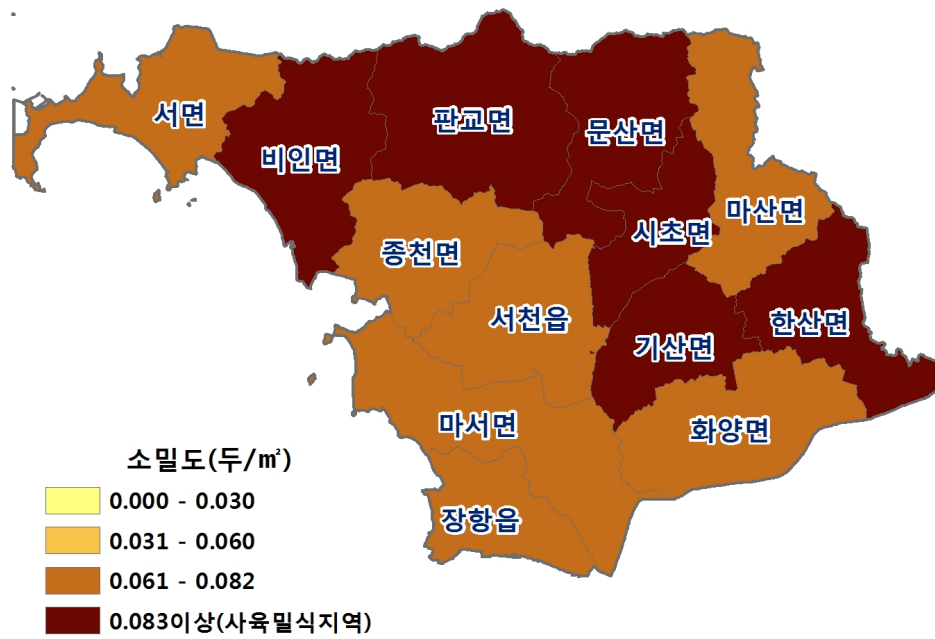 서면
판교면
문산면
비인면
마산면
시초면
종천면
서천읍
한산면
기산면
마서면
화양면
장항읍
소밀도(두/㎡)
0.000 - 0.030
0.031 - 0.060
0.061 - 0.082
0.083이상(사육밀식지역)